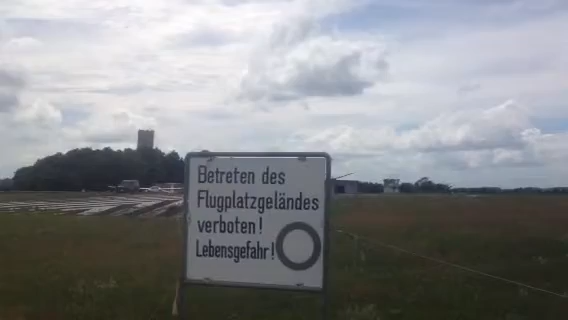 Betreten des
Flugplatzgeländes
verboten!
Lebensgefahr!